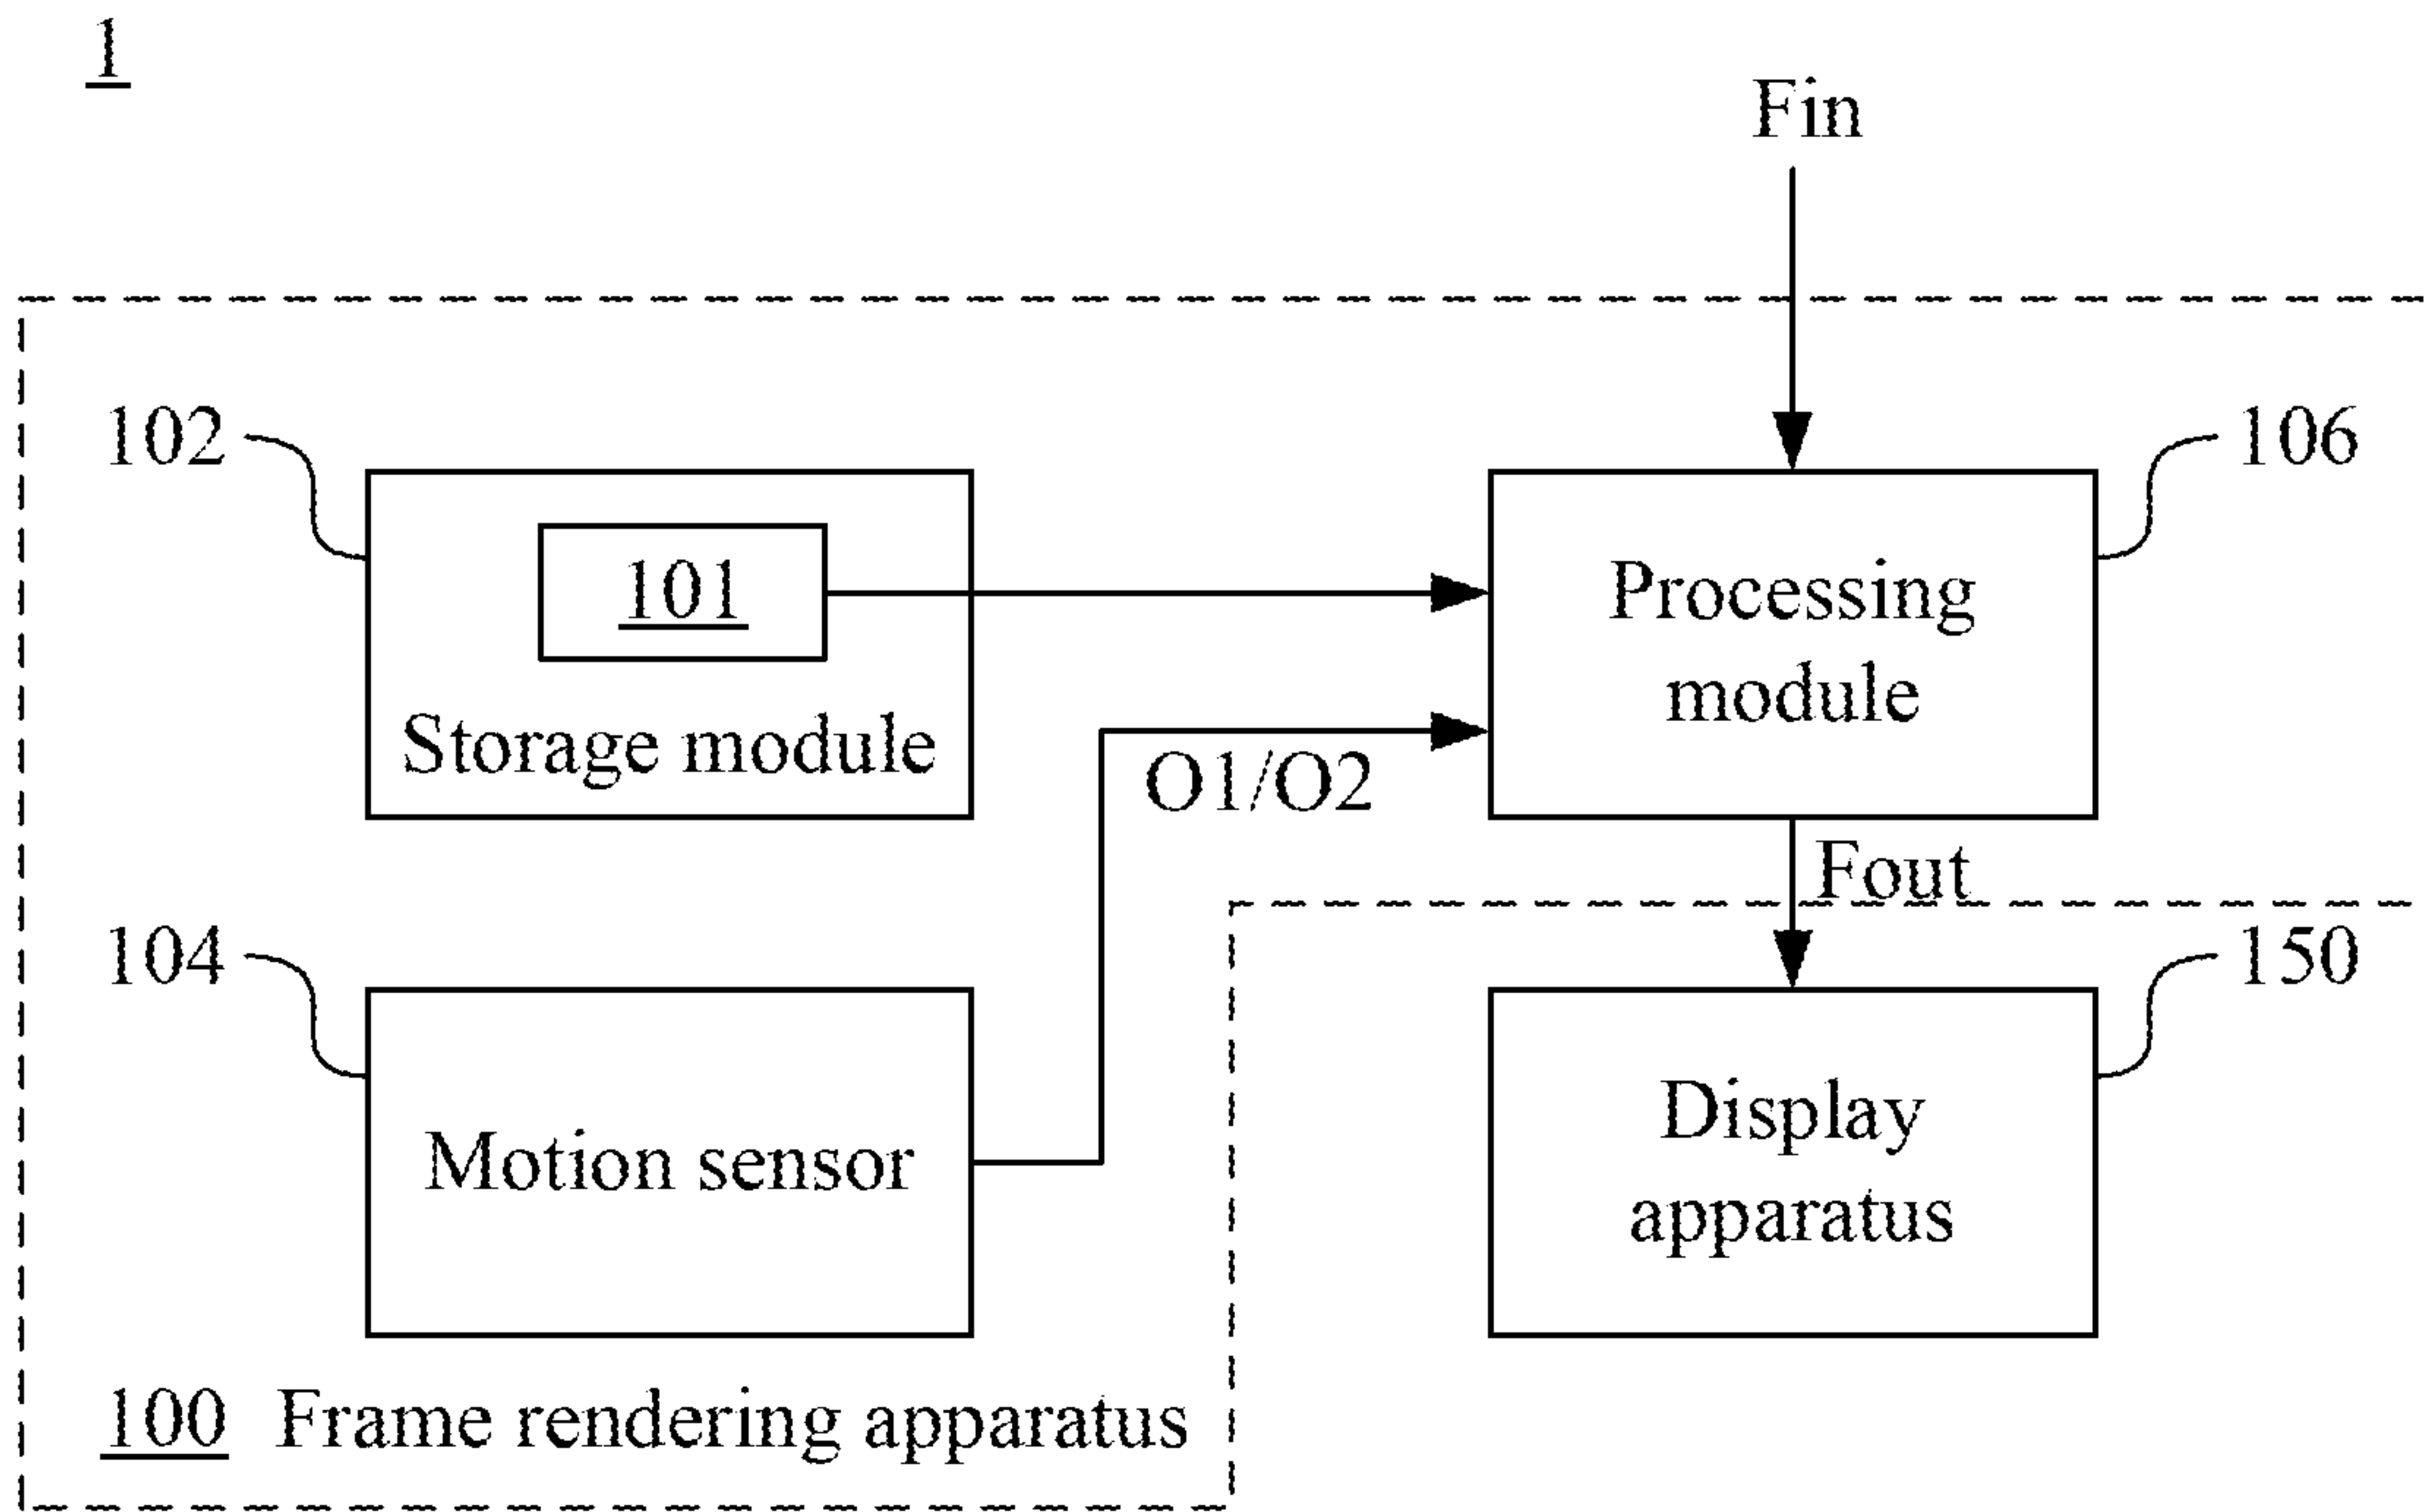 1
Fin
102
106
101
Processing
module
Storage module
O1/O2
Fout
104
150
Motion sensor
Display
apparatus
100 Frame rendering apparatus